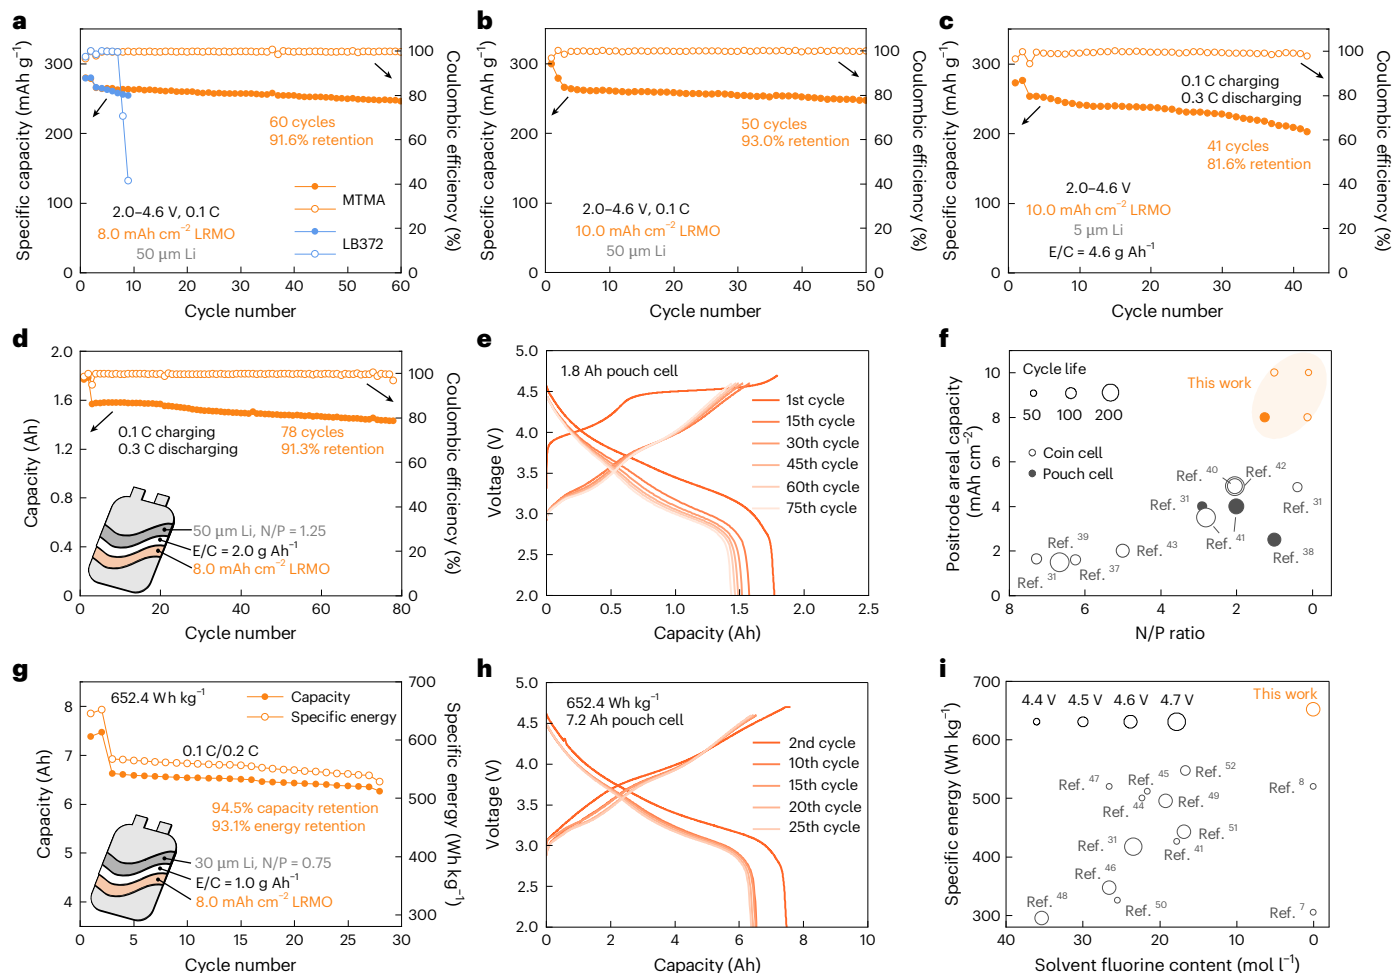 a
Specific capacity (mAh g⁻¹)
300
200
100
0
0 10 20 30 40 50 60
Cycle number
100
80
60
40
20
0
Coulombic efficiency (%)
60 cycles
91.6% retention
MTMA
LB372
2.0–4.6 V, 0.1 C
8.0 mAh cm⁻² LRMO
50 μm Li
b
Specific capacity (mAh g⁻¹)
300
200
100
0
0 10 20 30 40 50
Cycle number
100
80
60
40
20
0
Coulombic efficiency (%)
50 cycles
93.0% retention
2.0–4.6 V, 0.1 C
10.0 mAh cm⁻² LRMO
50 μm Li
c
Specific capacity (mAh g⁻¹)
300
200
100
0
0 10 20 30 40
Cycle number
100
80
60
40
20
0
Coulombic efficiency (%)
0.1 C charging
0.3 C discharging
41 cycles
81.6% retention
2.0–4.6 V
10.0 mAh cm⁻² LRMO
5 μm Li
E/C = 4.6 g Ah⁻¹
d
Capacity (Ah)
2.0
1.6
1.2
0.8
0.4
0
0 20 40 60 80
Cycle number
100
80
60
40
20
0
Coulombic efficiency (%)
0.1 C charging
0.3 C discharging
78 cycles
91.3% retention
50 μm Li, N/P = 1.25
E/C = 2.0 g Ah⁻¹
8.0 mAh cm⁻² LRMO
e
Voltage (V)
5.0
4.5
4.0
3.5
3.0
2.5
2.0
0 0.5 1.0 1.5 2.0 2.5
Capacity (Ah)
1.8 Ah pouch cell
1st cycle
15th cycle
30th cycle
45th cycle
60th cycle
75th cycle
f
Positrode areal capacity
(mAh cm⁻²)
10
8
6
4
2
0
8 6 4 2 0
N/P ratio
Cycle life
50 100 200
Coin cell
Pouch cell
This work
Ref. 40
Ref. 42
Ref. 31
Ref. 31
Ref. 41
Ref. 38
Ref. 39
Ref. 43
Ref. 37
Ref. 31
g
Capacity (Ah)
8
7
6
5
4
0 5 10 15 20 25 30
Cycle number
700
600
500
400
300
Specific energy (Wh kg⁻¹)
652.4 Wh kg⁻¹
Capacity
Specific energy
0.1 C/0.2 C
94.5% capacity retention
93.1% energy retention
30 μm Li, N/P = 0.75
E/C = 1.0 g Ah⁻¹
8.0 mAh cm⁻² LRMO
h
Voltage (V)
5.0
4.5
4.0
3.5
3.0
2.5
2.0
0 2 4 6 8 10
Capacity (Ah)
652.4 Wh kg⁻¹
7.2 Ah pouch cell
2nd cycle
10th cycle
15th cycle
20th cycle
25th cycle
i
Specific energy (Wh kg⁻¹)
700
600
500
400
300
40 30 20 10 0
Solvent fluorine content (mol l⁻¹)
4.4 V 4.5 V 4.6 V 4.7 V
This work
Ref. 52
Ref. 47
Ref. 45
Ref. 8
Ref. 44
Ref. 49
Ref. 51
Ref. 31
Ref. 41
Ref. 46
Ref. 48
Ref. 50
Ref. 7